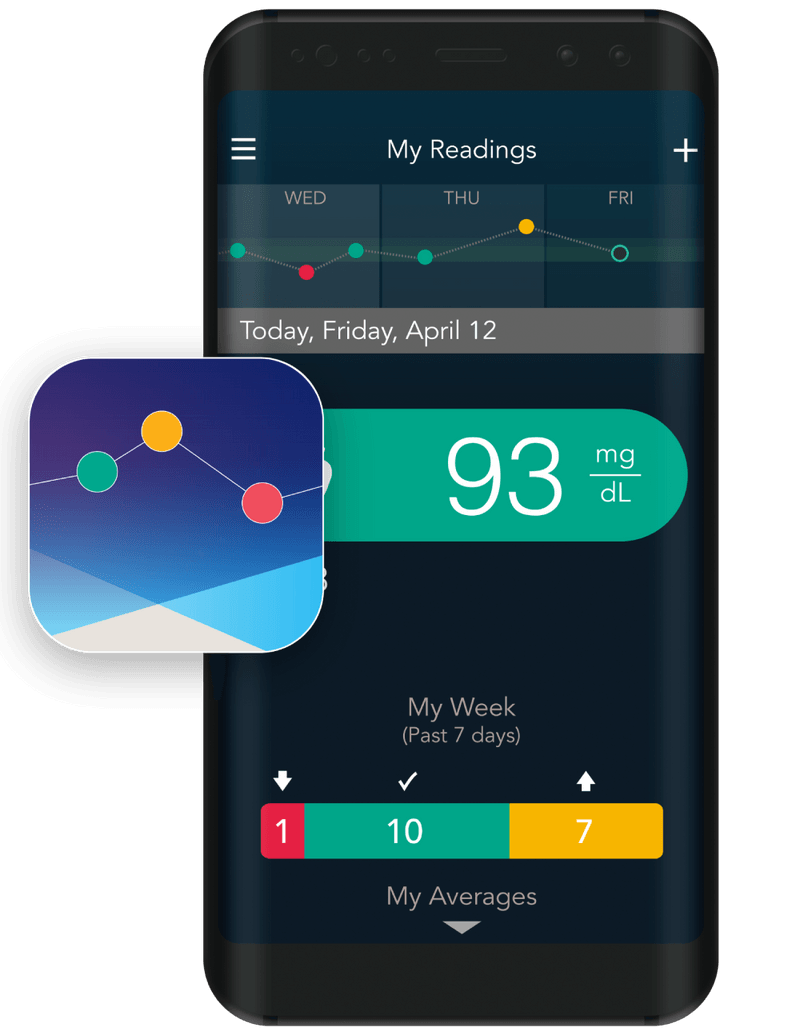 My Readings
WED THU FRI
Today, Friday, April 12
93 mg
dL
My Week
(Past 7 days)
1 10 7
My Averages